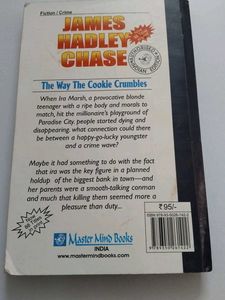 Fiction / Crime
JAMES
HADLEY
CHASE
The Way The Cookie Crumbles
When Ira Marsh, a provocative blonde
teenager with a ripe body and morals to
match, hit the millionaire's playground of
Paradise City, people started dying and
disappearing. what connection could there
be between a happy-go-lucky youngster
and a crime wave?
Maybe it had something to do with the fact
that ira was the key figure in a planned
holdup of the biggest bank in town—and
her parents were a smooth-talking conman
and much that killing them seemed more a
pleasure than duty...
₹ 95/-
Master Mind Books
INDIA
www.mastermindbooks.com